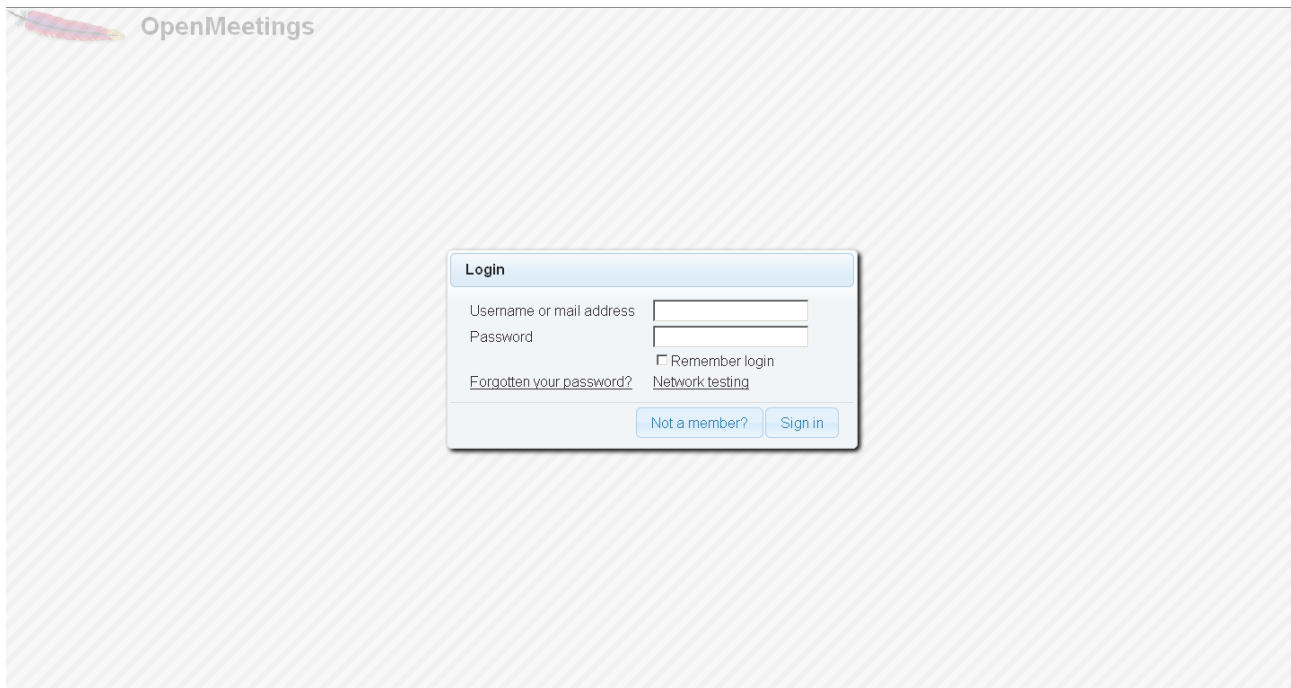 OpenMeetings
Login
Username or mail address
Password
Remember login
Forgotten your password? Network testing
Not a member? Sign in